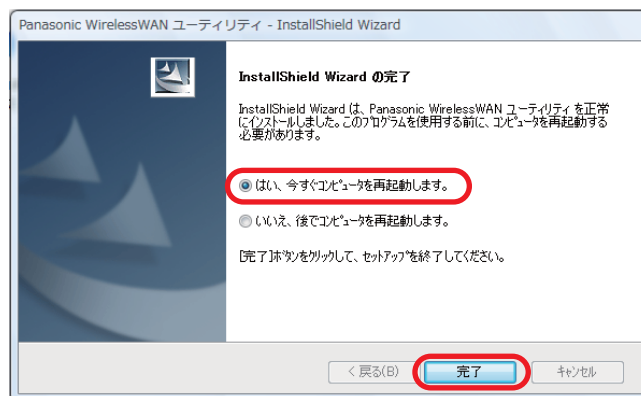 Panasonic WirelessWAN ユーティリティ - InstallShield Wizard
InstallShield Wizard の完了
InstallShield Wizard は、Panasonic WirelessWAN ユーティリティ を正常
にインストールしました。このプログラムを使用する前に、コンピュータを再起動する
必要があります。
はい、今すぐコンピュータを再起動します。
いいえ、後でコンピュータを再起動します。
[完了]ボタンをクリックして、セットアップを終了してください。
< 戻る(B)
完了
キャンセル